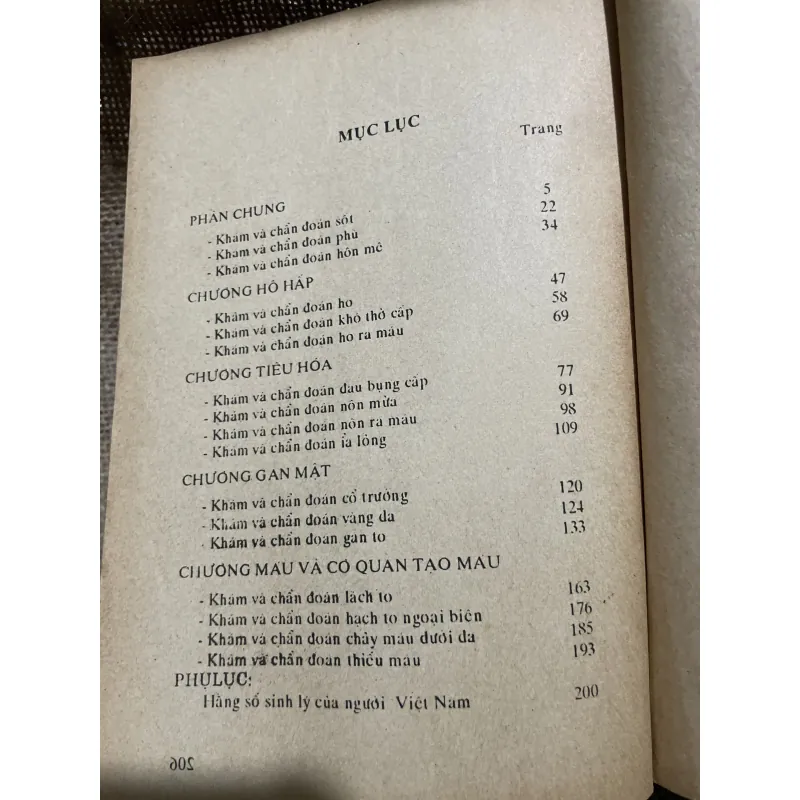 MỤC LỤC
Trang
PHẦN CHUNG
- Khám và chẩn đoán sốt 5
- Khám và chẩn đoán phù 22
- Khám và chẩn đoán hôn mê 34
CHƯƠNG HÔ HẤP
- Khám và chẩn đoán ho 47
- Khám và chẩn đoán khó thở cấp 58
- Khám và chẩn đoán ho ra máu 69
CHƯƠNG TIÊU HÓA
- Khám và chẩn đoán đau bụng cấp 77
- Khám và chẩn đoán nôn mửa 91
- Khám và chẩn đoán nôn ra máu 98
- Khám và chẩn đoán ỉa lỏng 109
CHƯƠNG GAN MẬT
- Khám và chẩn đoán cổ trướng 120
- Khám và chẩn đoán vàng da 124
- Khám và chẩn đoán gan to 133
CHƯƠNG MÁU VÀ CƠ QUAN TẠO MÁU
- Khám và chẩn đoán lách to 163
- Khám và chẩn đoán hạch to ngoại biên 176
- Khám và chẩn đoán chảy máu dưới da 185
- Khám và chẩn đoán thiếu máu 193
PHỤ LỤC:
Hằng số sinh lý của người Việt Nam 200
206